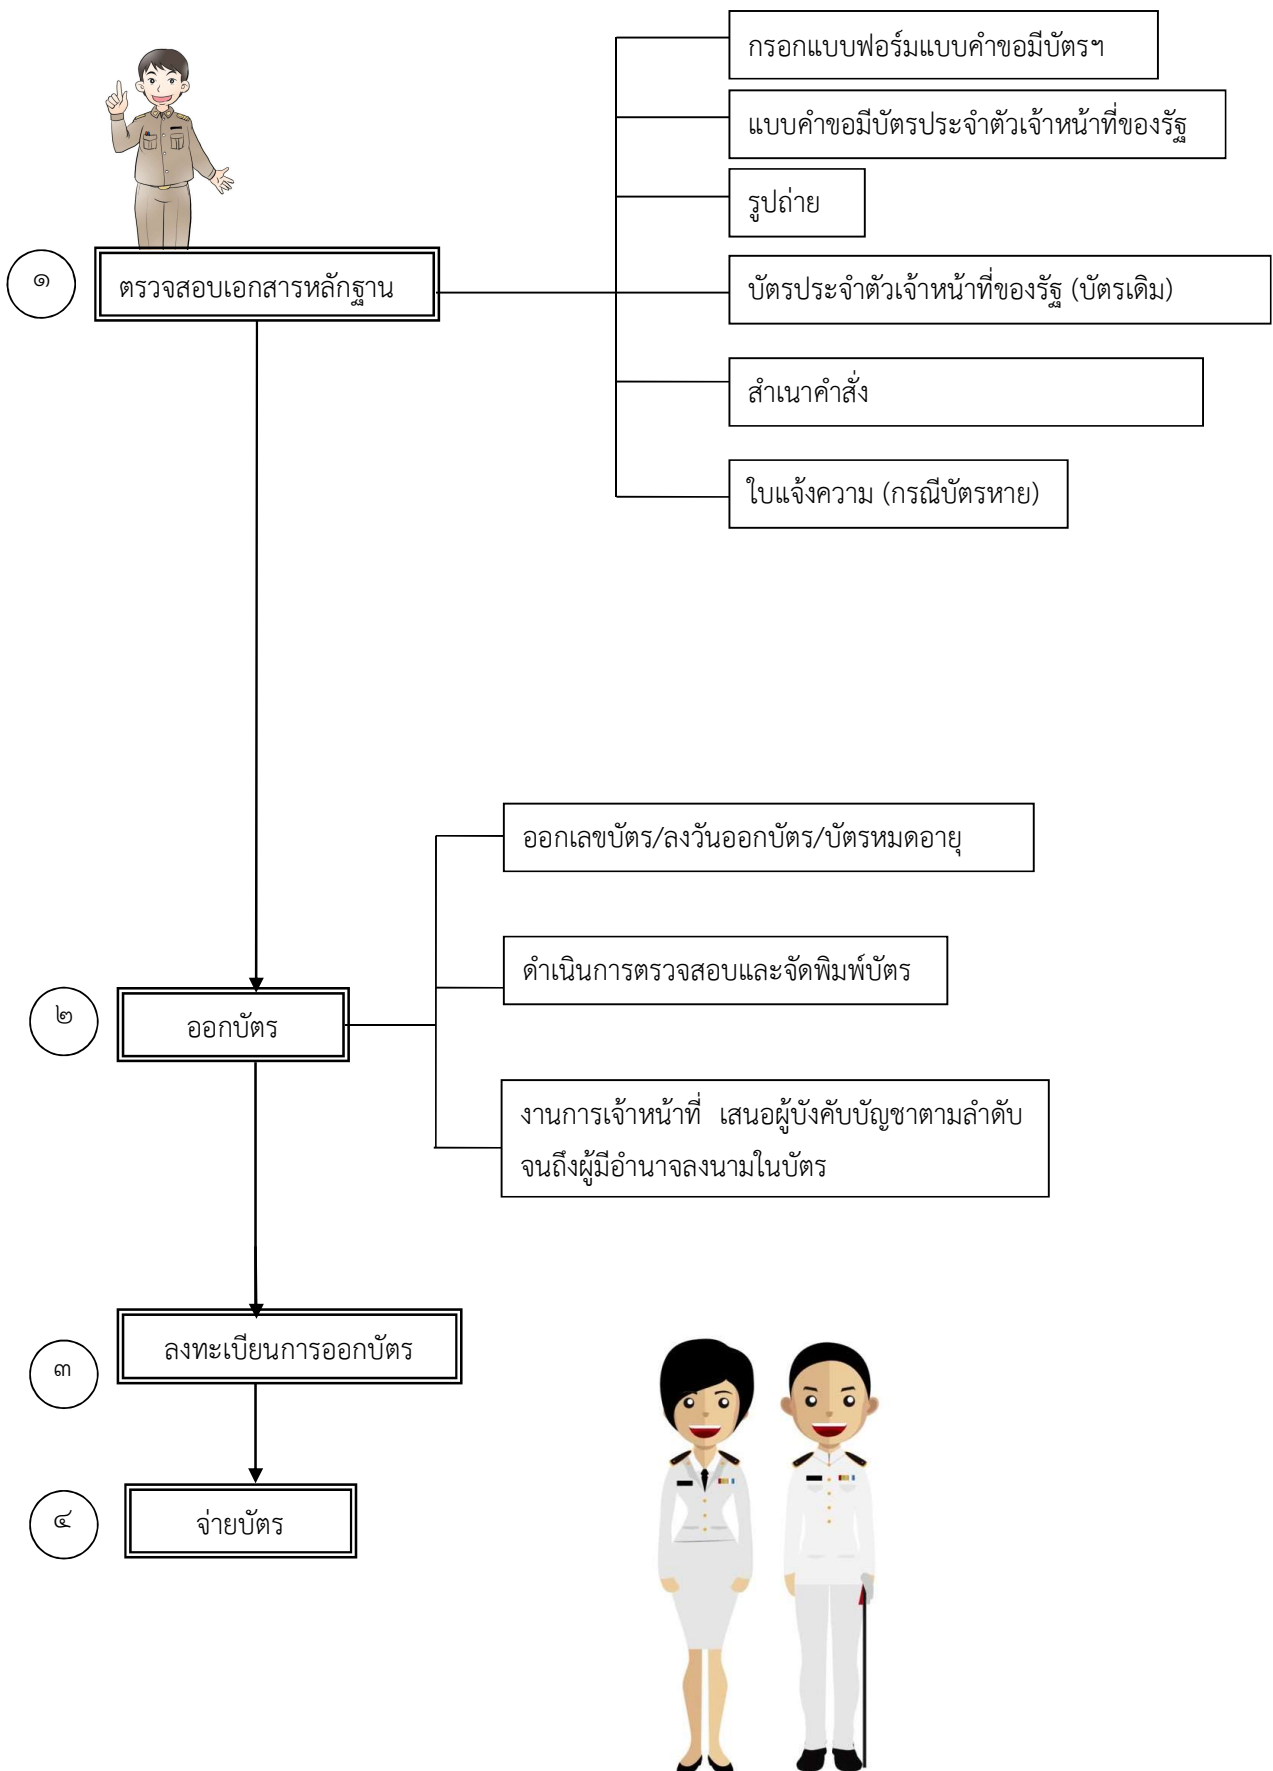 กรอกแบบฟอร์มแบบคำขอมีบัตรฯ
แบบคำขอมีบัตรประจำตัวเจ้าหน้าที่ของรัฐ
รูปถ่าย
๑
ตรวจสอบเอกสารหลักฐาน
บัตรประจำตัวเจ้าหน้าที่ของรัฐ (บัตรเดิม)
สำเนาคำสั่ง
ใบแจ้งความ (กรณีบัตรหาย)
ออกเลขบัตร/ลงวันออกบัตร/บัตรหมดอายุ
ดำเนินการตรวจสอบและจัดพิมพ์บัตร
๒
ออกบัตร
งานการเจ้าหน้าที่ เสนอผู้บังคับบัญชาตามลำดับ
จนถึงผู้มีอำนาจลงนามในบัตร
๓
ลงทะเบียนการออกบัตร
๔
จ่ายบัตร